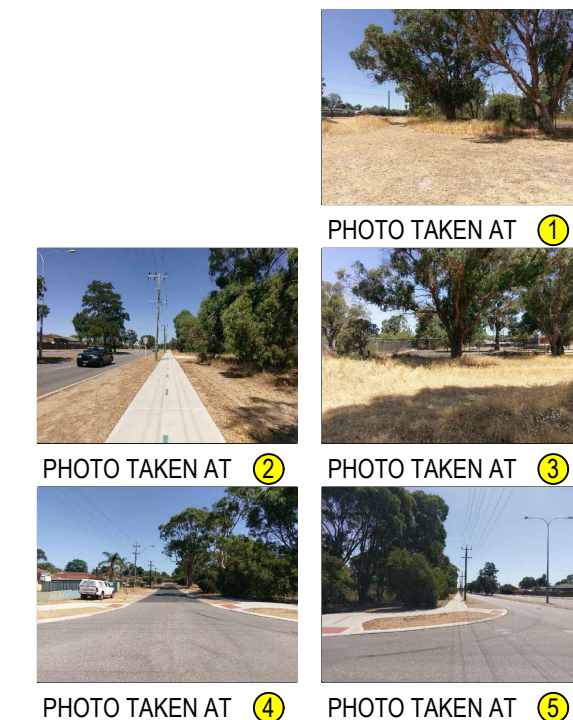 PHOTO TAKEN AT 1
PHOTO TAKEN AT 2
PHOTO TAKEN AT 3
PHOTO TAKEN AT 4
PHOTO TAKEN AT 5